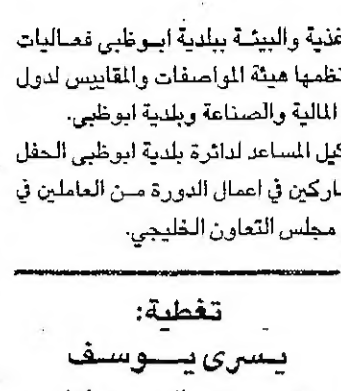 غذية والبيئة ببلدية ابوظبي فعاليات
نظمها هيئة المواصفات والمقاييس لدول
المالية والصناعة وبلدية ابوظبي.
كيل المساعد لدائرة بلدية ابوظبي الحفل
ماركين في اعمال الدورة من العاملين في
مجلس التعاون الخليجي.
تغطية:
يسرى يوسف